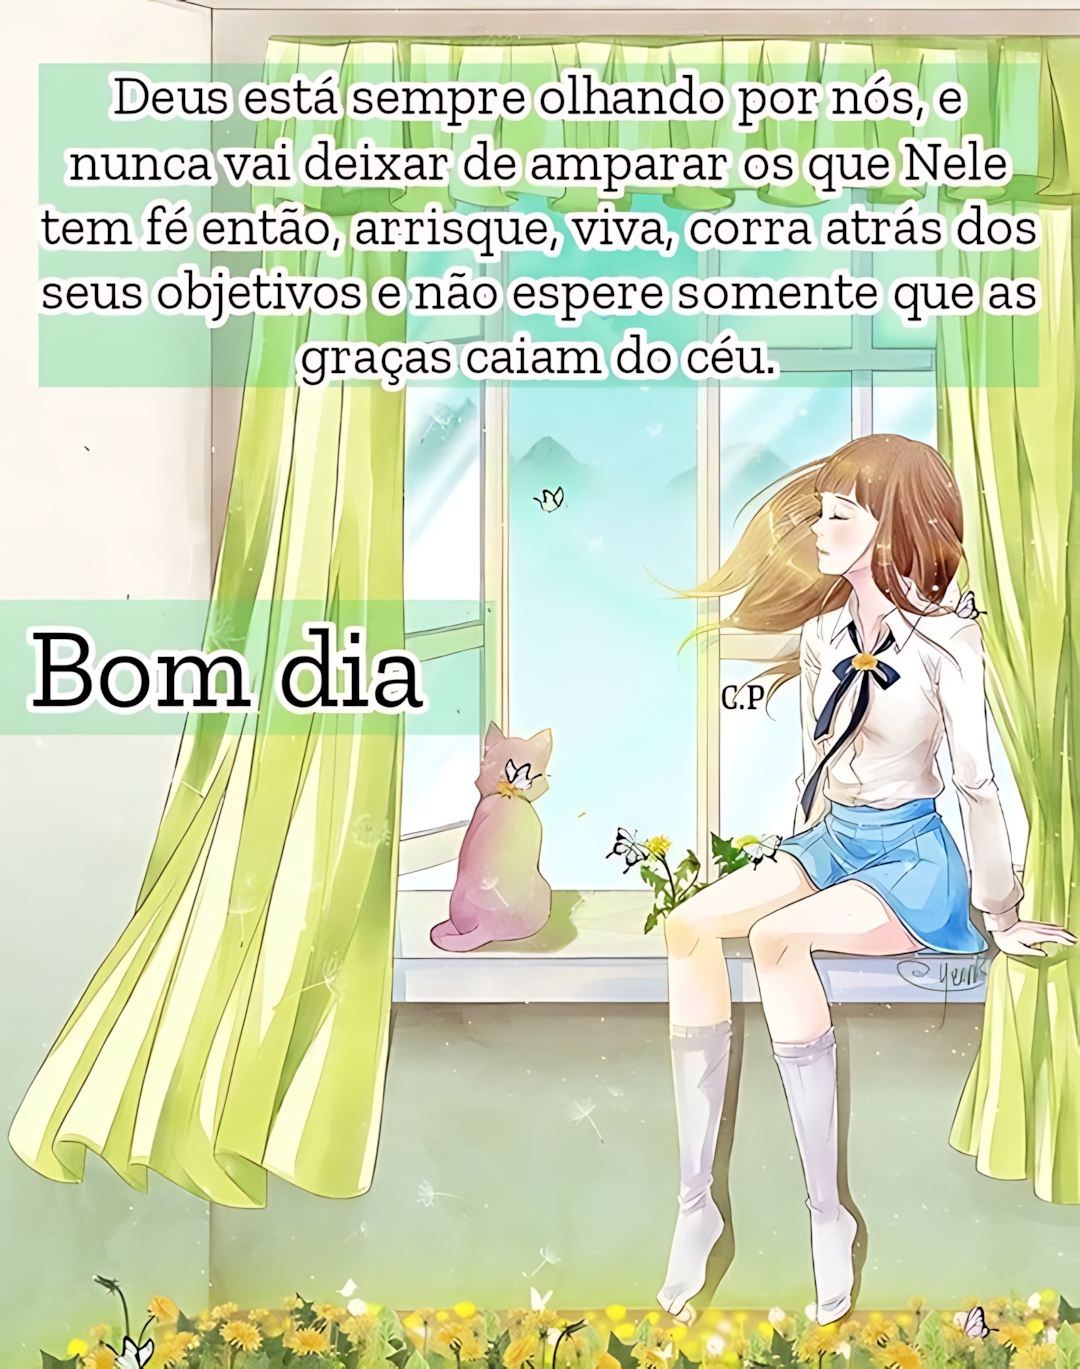 Deus está sempre olhando por nós, e
nunca vai deixar de amparar os que Nele
tem fé então, arrisque, viva, corra atrás dos
seus objetivos e não espere somente que as
graças caiam do céu.
Bom dia
C.P